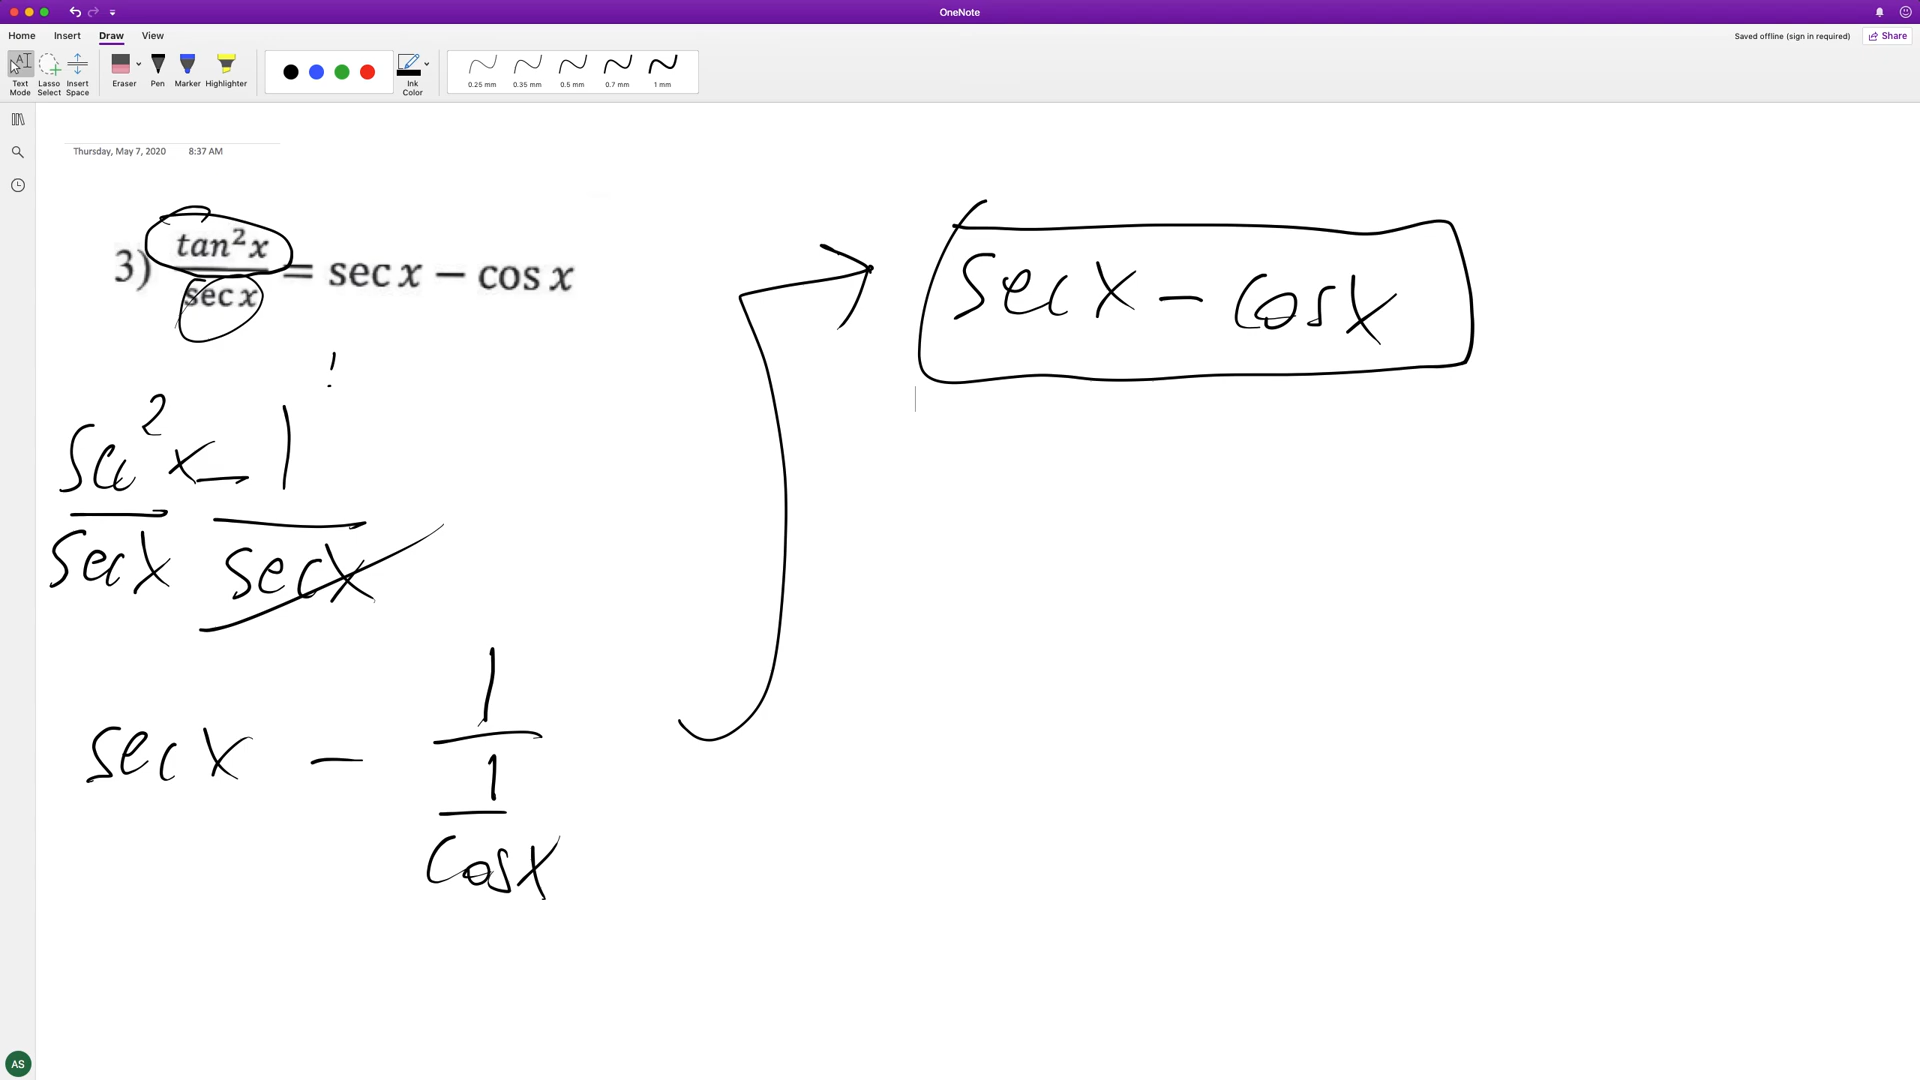 OneNote
Home Insert Draw View
Saved offline (sign in required) Share
Text Mode Lasso Select Insert Space Eraser Pen Marker Highlighter Ink Color 0.25 mm 0.35 mm 0.5 mm 0.7 mm 1 mm
Thursday, May 7, 2020 8:37 AM
3) tan²x / sec x = sec x − cos x
!
sec²x − 1
secx secx
secx − 1
1
cosx
secx − cosx
AS